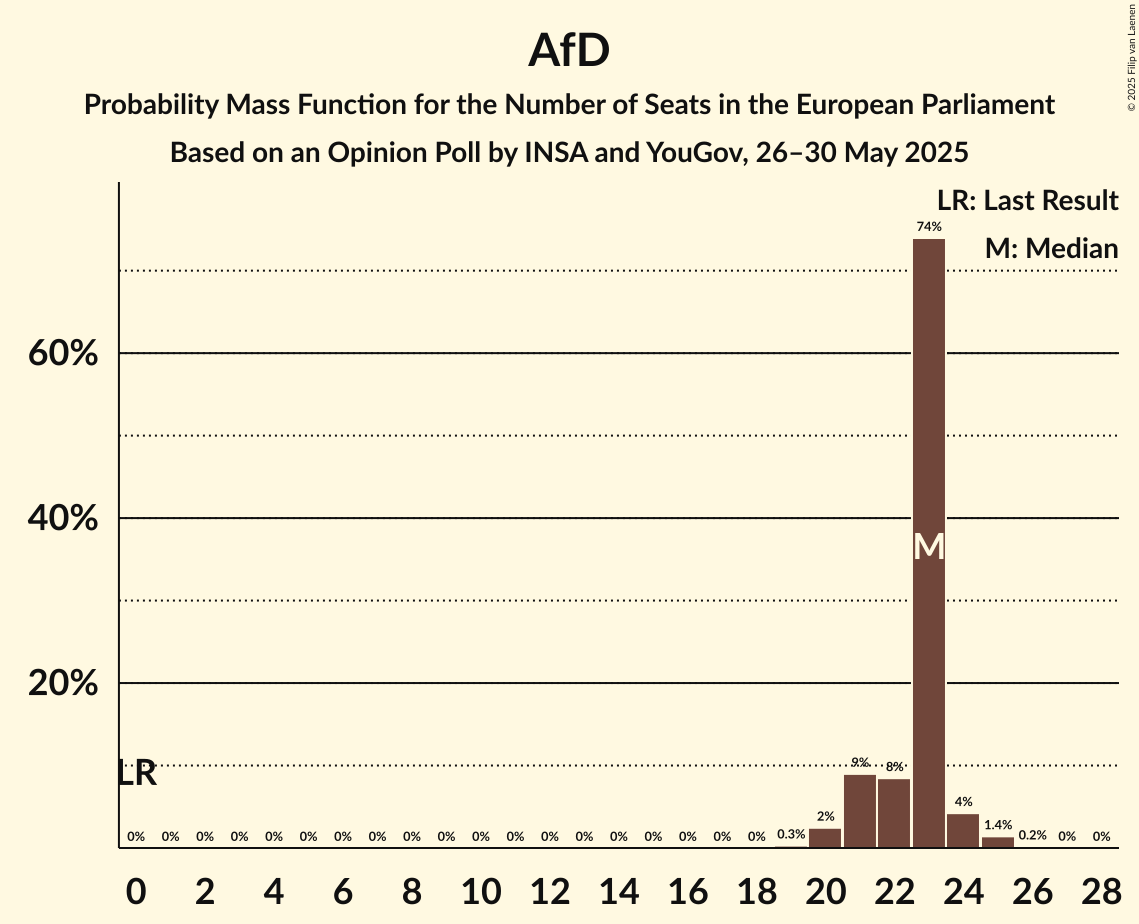 AfD
Probability Mass Function for the Number of Seats in the European Parliament
Based on an Opinion Poll by INSA and YouGov, 26–30 May 2025
© 2025 Filip van Laenen
LR: Last Result
M: Median
74%
60%
40%
M
20%
LR
9% 8%
4%
2% 1.4%
0% 0% 0% 0% 0% 0% 0% 0% 0% 0% 0% 0% 0% 0% 0% 0% 0% 0% 0% 0.3% 0.2% 0% 0%
0 2 4 6 8 10 12 14 16 18 20 22 24 26 28